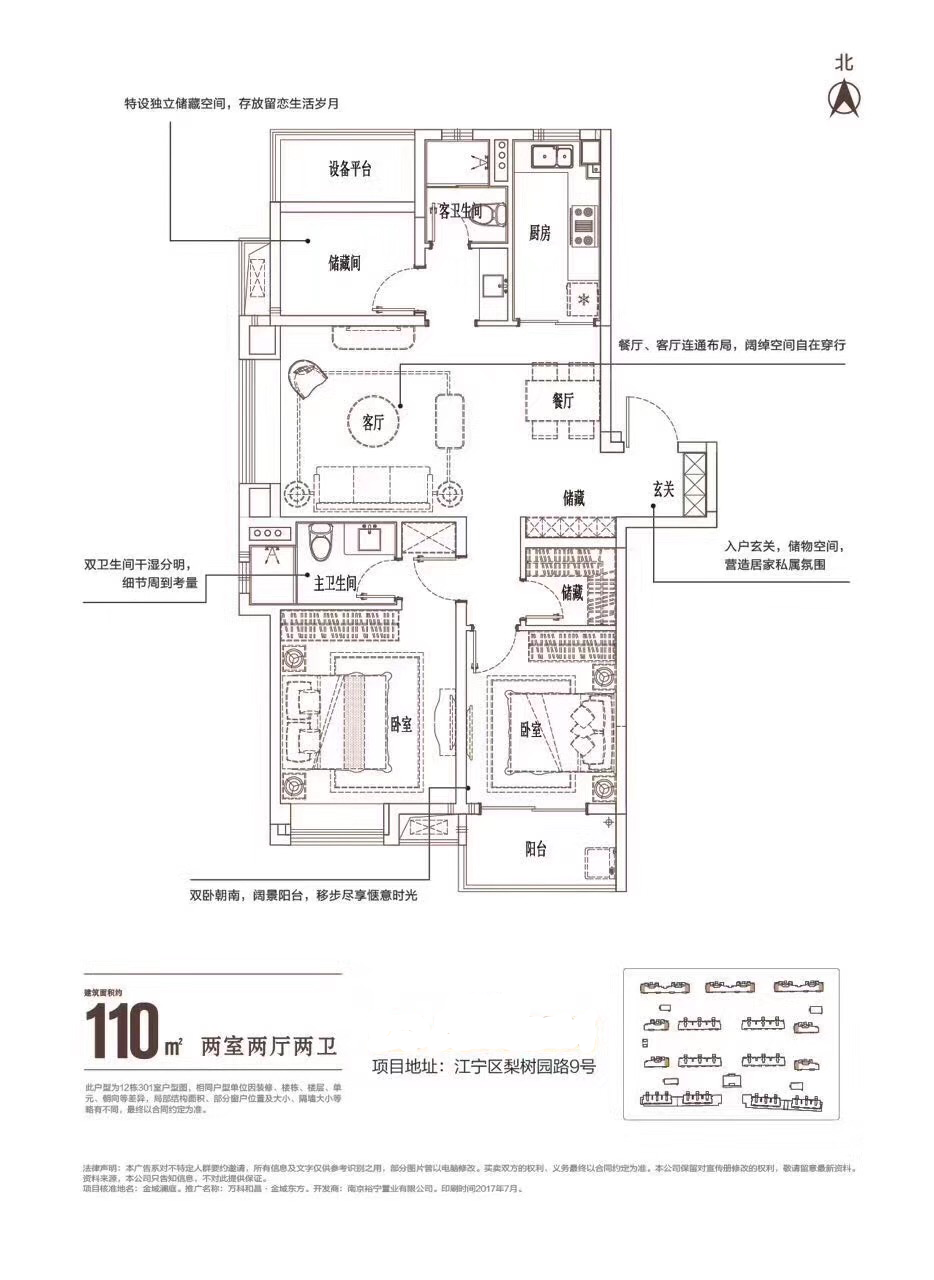 北
特设独立储藏空间，存放留恋生活岁月
设备平台
客卫生间
厨房
储藏间
餐厅、客厅连通布局，阔绰空间自在穿行
餐厅
客厅
玄关
储藏
入户玄关，储物空间，
营造居家私属氛围
双卫生间干湿分明，
细节周到考量
主卫生间
储藏
卧室
卧室
阳台
双卧朝南，阔景阳台，移步尽享惬意时光
建筑面积约
110㎡ 两室两厅两卫
项目地址：江宁区梨树园路9号
此户型为12栋301室户型图，相同户型单位因装修、楼栋、楼层、单
元、朝向等差异，局部结构面积、部分窗户位置及大小、隔墙大小等
略有不同，最终以合同约定为准。
法律声明：本广告系对不特定人群要约邀请，所有信息及文字仅供参考识别之用，部分图片曾以电脑修改。买卖双方的权利、义务最终以合同约定为准。本公司保留对宣传册修改的权利，敬请留意最新资料。
资料来源，本公司只告知信息，不对此提供保证。
项目核准地名：金域澜庭。推广名称：万科和昌·金域东方。开发商：南京裕宁置业有限公司。印刷时间2017年7月。